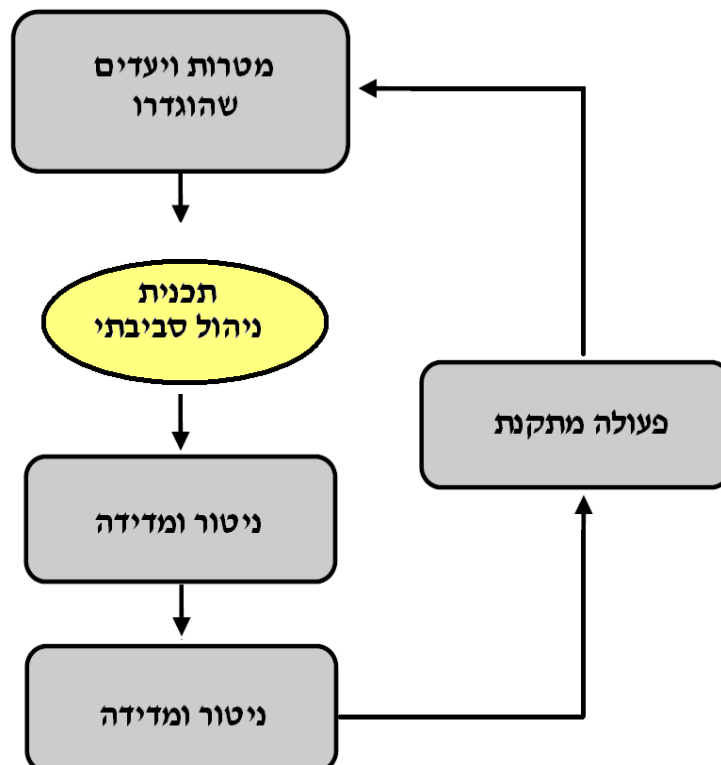 מטרות ויעדים
שהוגדרו
תכנית
ניהול סביבתי
פעולה מתקנת
ניטור ומדידה
ניטור ומדידה